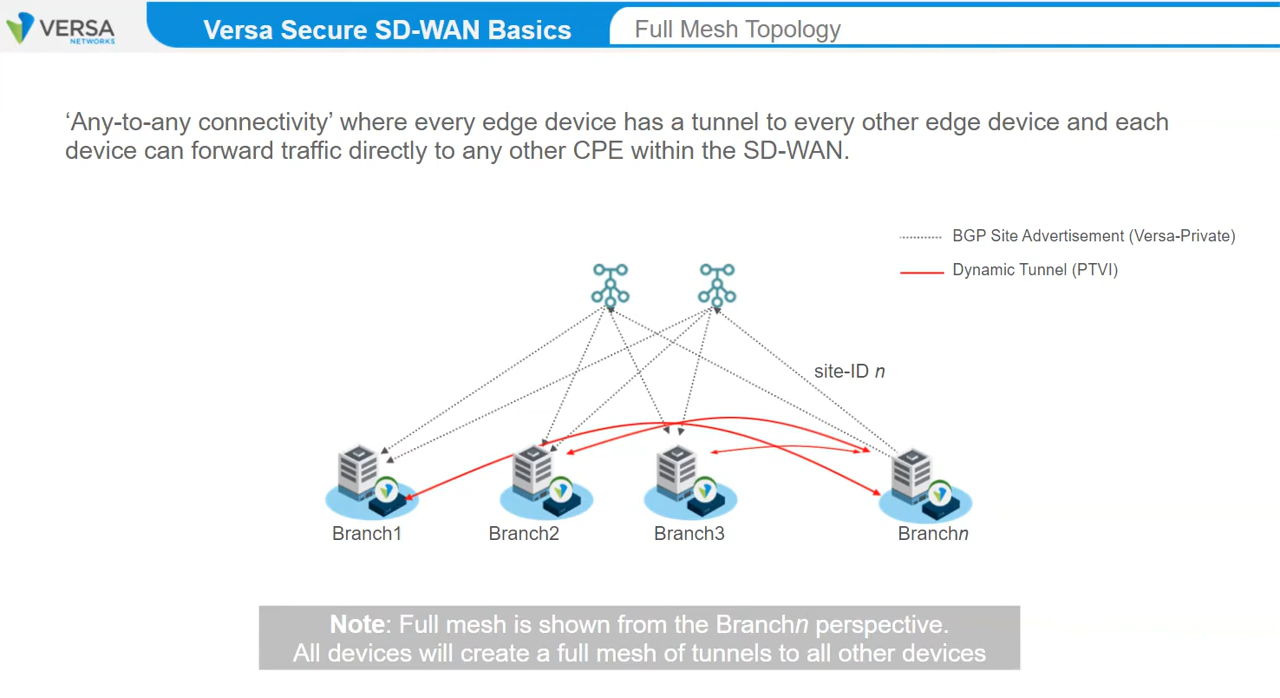 VERSA
NETWORKS
Versa Secure SD-WAN Basics
Full Mesh Topology
‘Any-to-any connectivity’ where every edge device has a tunnel to every other edge device and each
device can forward traffic directly to any other CPE within the SD-WAN.
BGP Site Advertisement (Versa-Private)
Dynamic Tunnel (PTVI)
site-ID n
Branch1
Branch2
Branch3
Branchn
Note: Full mesh is shown from the Branchn perspective.
All devices will create a full mesh of tunnels to all other devices